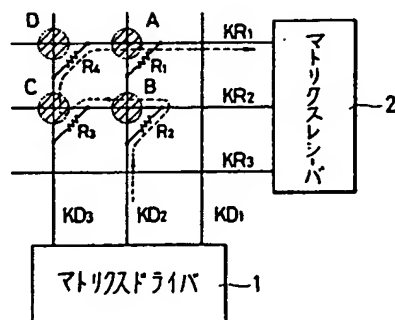 D A KR1
R4 R1
C B KR2
R3 R2
KR3
KD3 KD2 KD1
マトリクスレシーバ 2
マトリクスドライバ 1